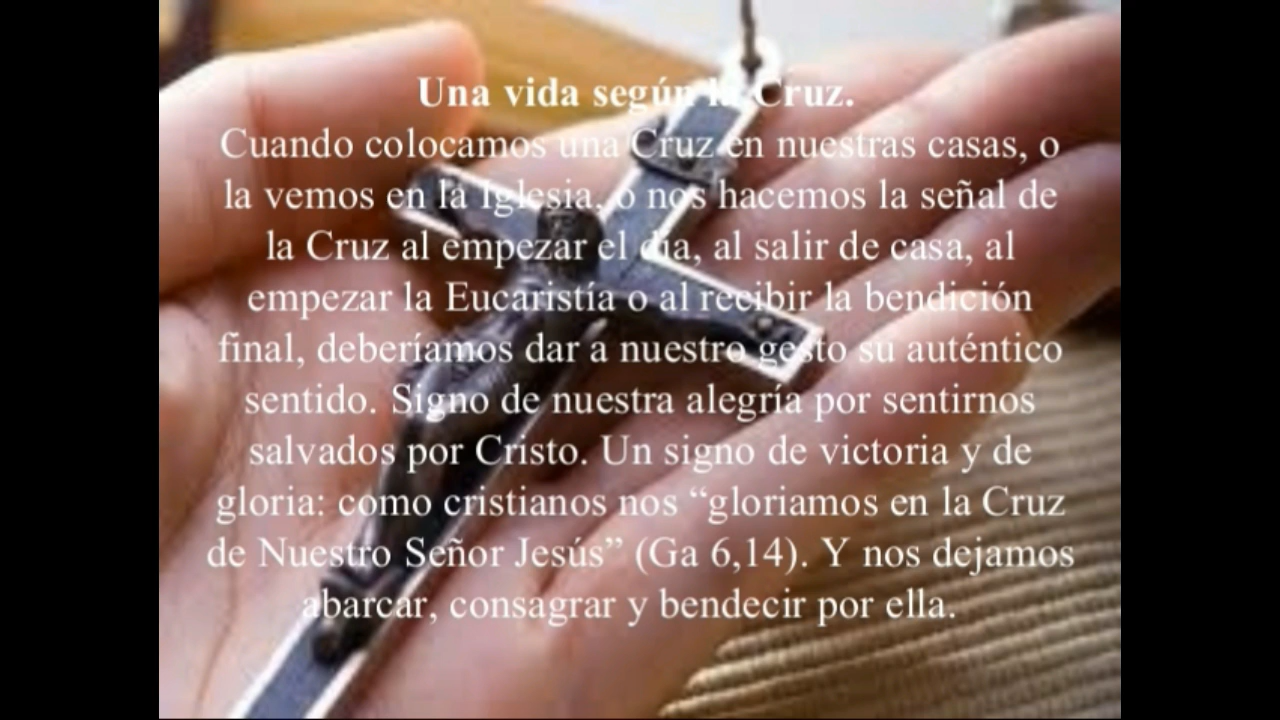 Una vida según la Cruz.
Cuando colocamos una Cruz en nuestras casas, o
la vemos en la Iglesia, o nos hacemos la señal de
la Cruz al empezar el día, al salir de casa, al
empezar la Eucaristía o al recibir la bendición
final, deberíamos dar a nuestro gesto su auténtico
sentido. Signo de nuestra alegría por sentirnos
salvados por Cristo. Un signo de victoria y de
gloria: como cristianos nos “gloriamos en la Cruz
de Nuestro Señor Jesús” (Ga 6,14). Y nos dejamos
abarcar, consagrar y bendecir por ella.